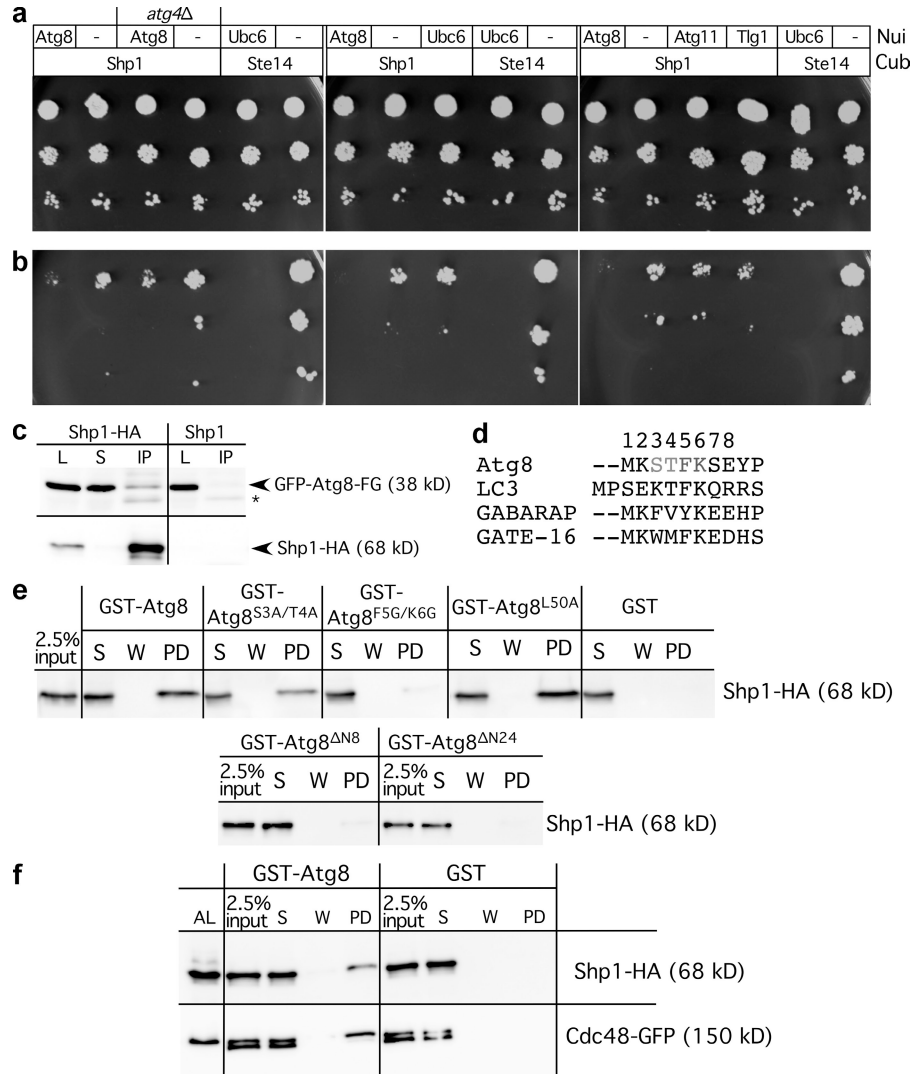 a
atg4Δ
Atg8 - Atg8 - Ubc6 - Atg8 - Ubc6 Ubc6 - Atg8 - Atg11 Tlg1 Ubc6 - Nui
Shp1 Ste14 Shp1 Ste14 Shp1 Ste14 Cub
b
c
Shp1-HA Shp1
L S IP L IP
GFP-Atg8-FG (38 kD)
*
Shp1-HA (68 kD)
d
12345678
Atg8 --MKSTFKSEYP
LC3 MPSEKTFKQRRS
GABARAP --MKFVYKEEHP
GATE-16 --MKWMFKEDHS
e
GST-Atg8 GST-Atg8S3A/T4A GST-Atg8F5G/K6G GST-Atg8L50A GST
2.5% input S W PD S W PD S W PD S W PD S W PD
Shp1-HA (68 kD)
GST-Atg8ΔN8 GST-Atg8ΔN24
2.5% input S W PD 2.5% input S W PD
Shp1-HA (68 kD)
f
GST-Atg8 GST
AL 2.5% input S W PD 2.5% input S W PD
Shp1-HA (68 kD)
Cdc48-GFP (150 kD)